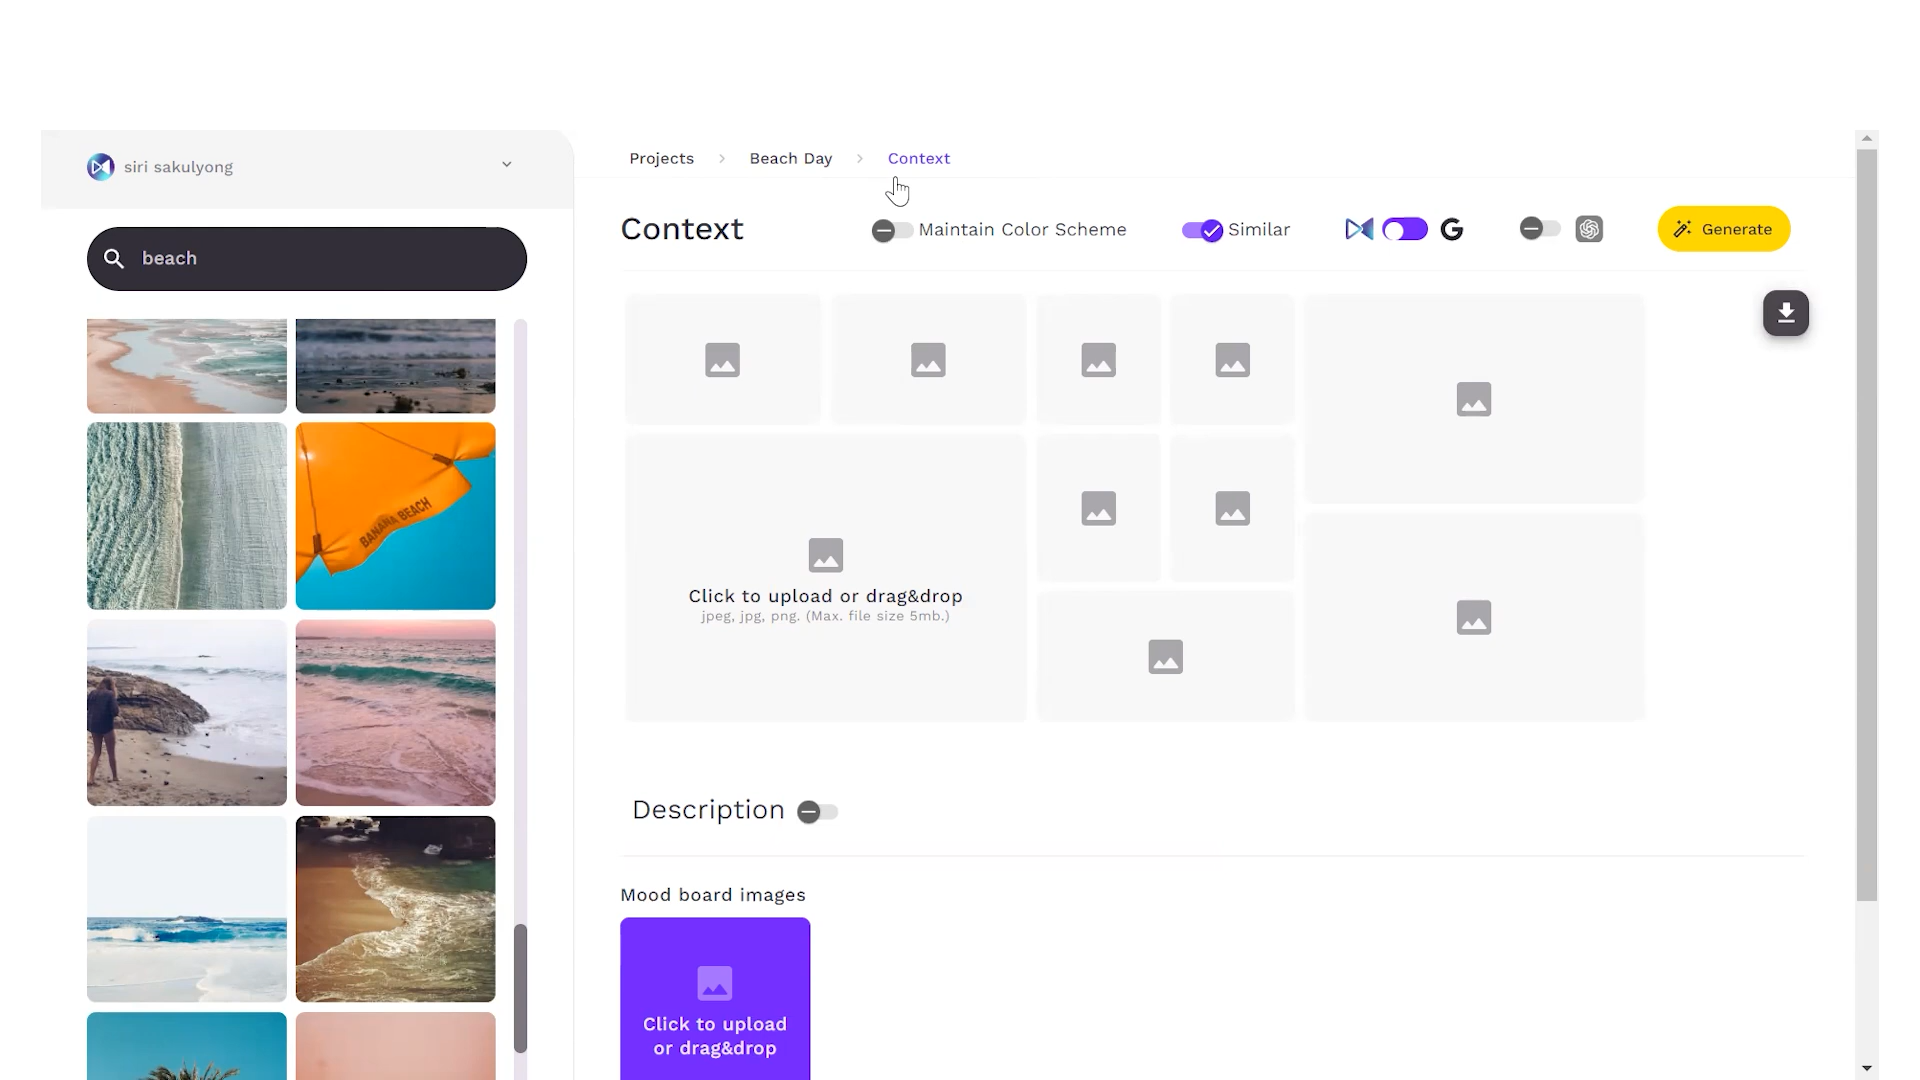 siri sakulyong
Projects
Beach Day
Context
Context
Maintain Color Scheme
Similar
Generate
beach
BANANA BEACH
Click to upload or drag&drop
jpeg, jpg, png. (Max. file size 5mb.)
Description
Mood board images
Click to upload
or drag&drop